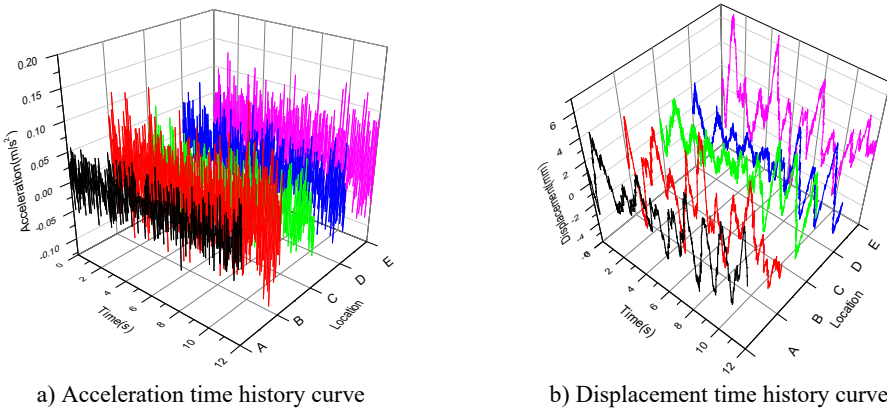 0.20
0.15
0.10
0.05
0.00
-0.05
-0.10
Acceleration(m|s²)
0
2
4
6
8
10
12
Time(s)
A
B
C
D
E
Location
a) Acceleration time history curve
6
4
2
0
-2
-4
Displacement(mm)
2
4
6
8
10
12
Time(s)
A
B
C
D
E
Location
b) Displacement time history curve